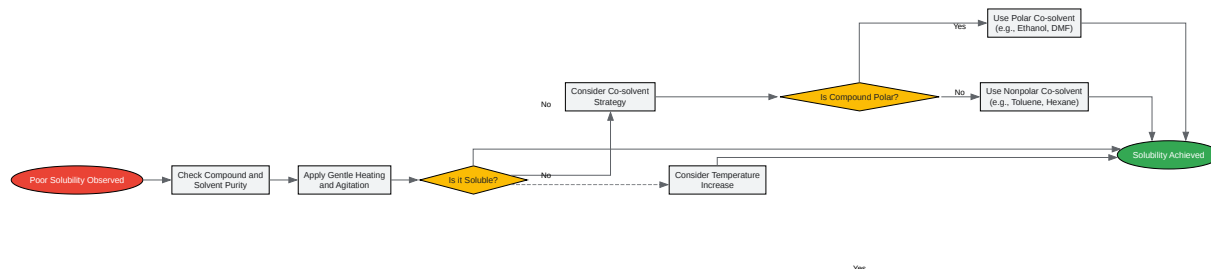 Use Polar Co-solvent
(e.g., Ethanol, DMF)
Yes
Consider Co-solvent
Strategy
Is Compound Polar?
No
Use Nonpolar Co-solvent
(e.g., Toluene, Hexane)
No
Solubility Achieved
Poor Solubility Observed
Check Compound and
Solvent Purity
Apply Gentle Heating
and Agitation
Is it Soluble?
No
Consider Temperature
Increase
Yes